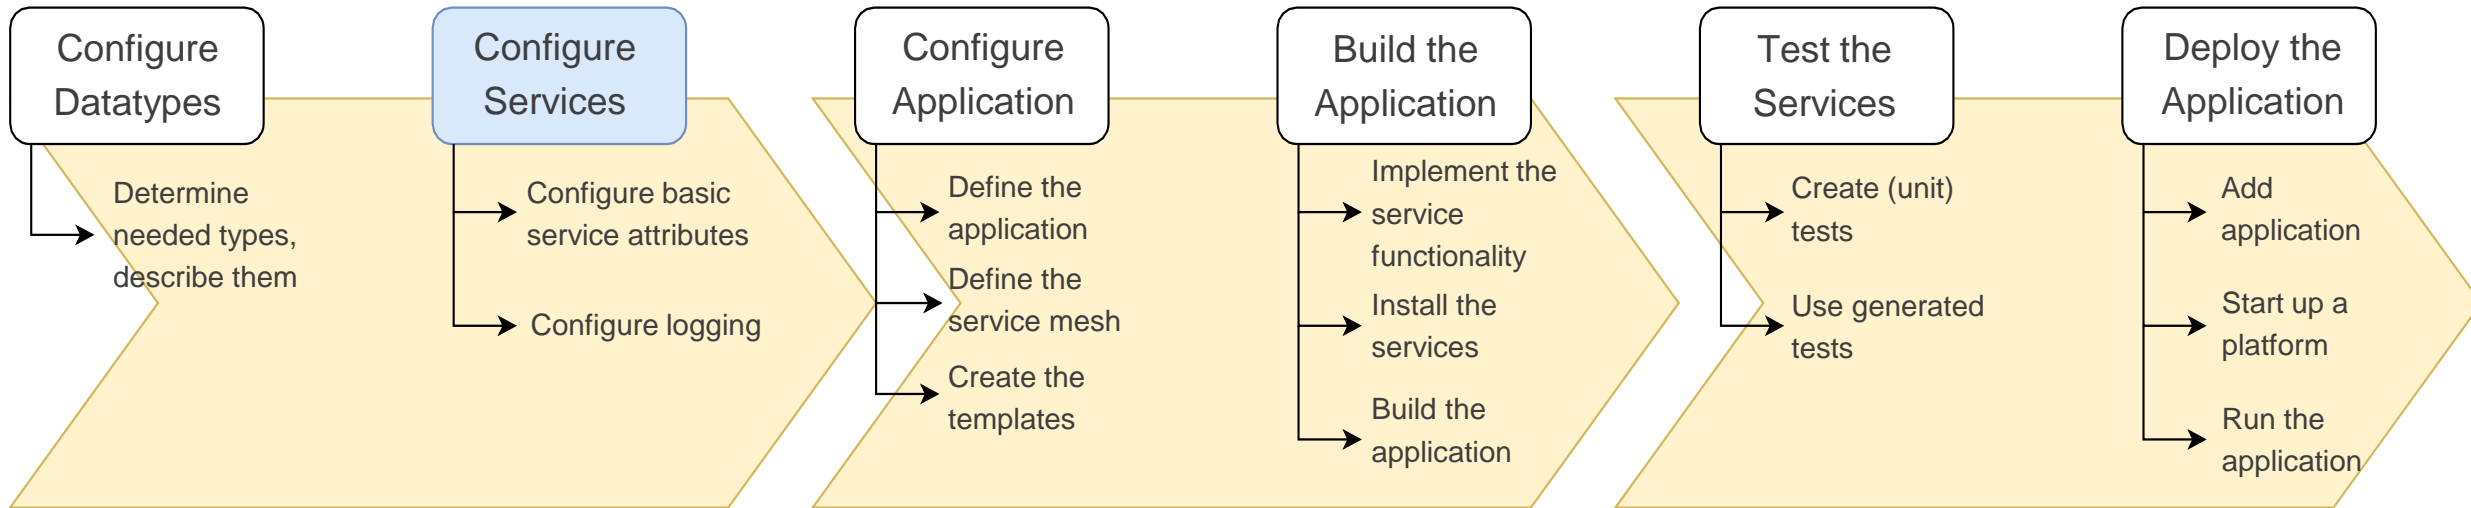 Configure
Datatypes
Determine
needed types,
describe them
Configure
Services
Configure basic
service attributes
Configure logging
Configure
Application
Define the
application
Define the
service mesh
Create the
templates
Build the
Application
Implement the
service
functionality
Install the
services
Build the
application
Test the
Services
Create (unit)
tests
Use generated
tests
Deploy the
Application
Add
application
Start up a
platform
Run the
application